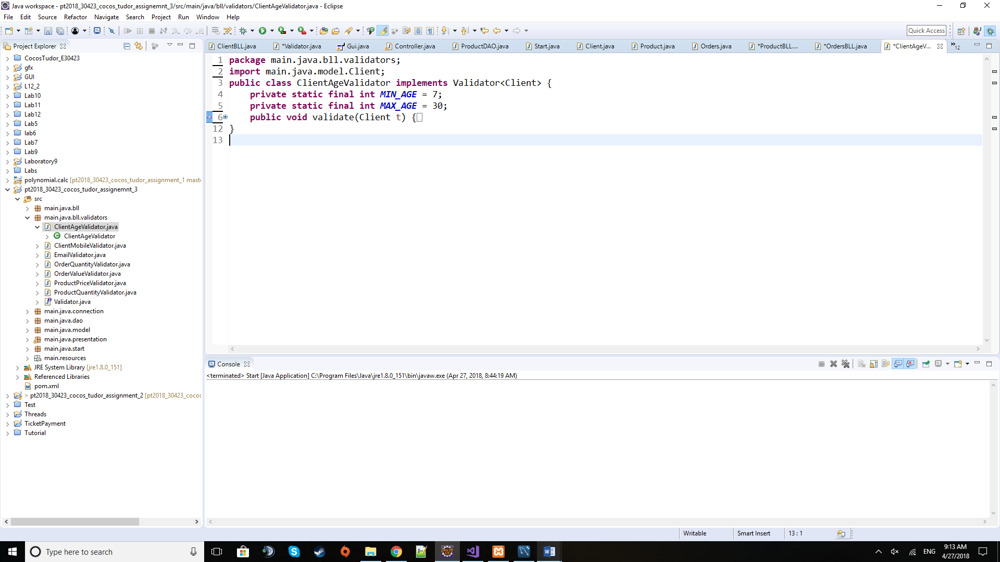 Java workspace - pt2018_30423_cocos_tudor_assignemnt_3/src/main/java/bll/validators/ClientAgeValidator.java - Eclipse
File Edit Source Refactor Navigate Search Project Run Window Help
Quick Access
Project Explorer
ClientBLL.java *Validator.java Gui.java Controller.java ProductDAO.java Start.java Client.java Product.java Orders.java *ProductBLL.... *OrdersBLL.java *ClientAgeV... »12
CocosTudor_E30423
gfx
GUI
L12_2
Lab10
Lab11
Lab12
Lab5
lab6
Lab7
Lab9
Laboratory9
Labs
polynomial.calc [pt2018_30423_cocos_tudor_assignment_1 maste
pt2018_30423_cocos_tudor_assignemnt_3
src
main.java.bll
main.java.bll.validators
ClientAgeValidator.java
ClientAgeValidator
ClientMobileValidator.java
EmailValidator.java
OrderQuantityValidator.java
OrderValueValidator.java
ProductPriceValidator.java
ProductQuantityValidator.java
Validator.java
main.java.connection
main.java.dao
main.java.model
main.java.presentation
main.java.start
main.resources
JRE System Library [jre1.8.0_151]
Referenced Libraries
pom.xml
> pt2018_30423_cocos_tudor_assignment_2 [pt2018_30423_cocos
Test
Threads
TicketPayment
Tutorial
1 package main.java.bll.validators;
2 import main.java.model.Client;
3 public class ClientAgeValidator implements Validator<Client> {
4 private static final int MIN_AGE = 7;
5 private static final int MAX_AGE = 30;
6 public void validate(Client t) {
12 }
13
Console
<terminated> Start [Java Application] C:\Program Files\Java\jre1.8.0_151\bin\javaw.exe (Apr 27, 2018, 8:44:19 AM)
Writable Smart Insert 13 : 1
Type here to search
ENG
9:13 AM
4/27/2018